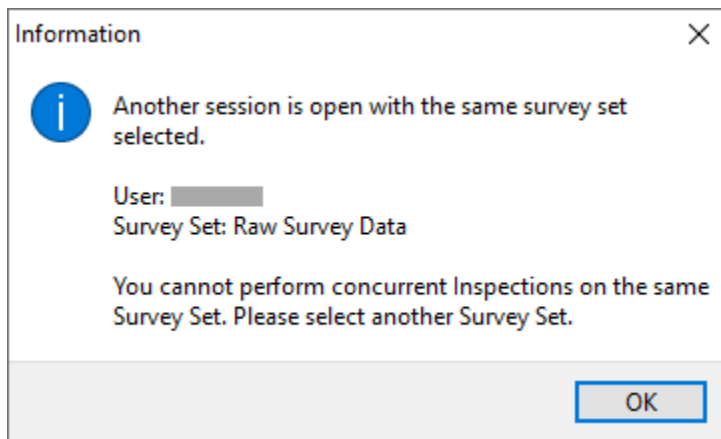 Information
Another session is open with the same survey set
selected.
User:
Survey Set: Raw Survey Data
You cannot perform concurrent Inspections on the same
Survey Set. Please select another Survey Set.
OK